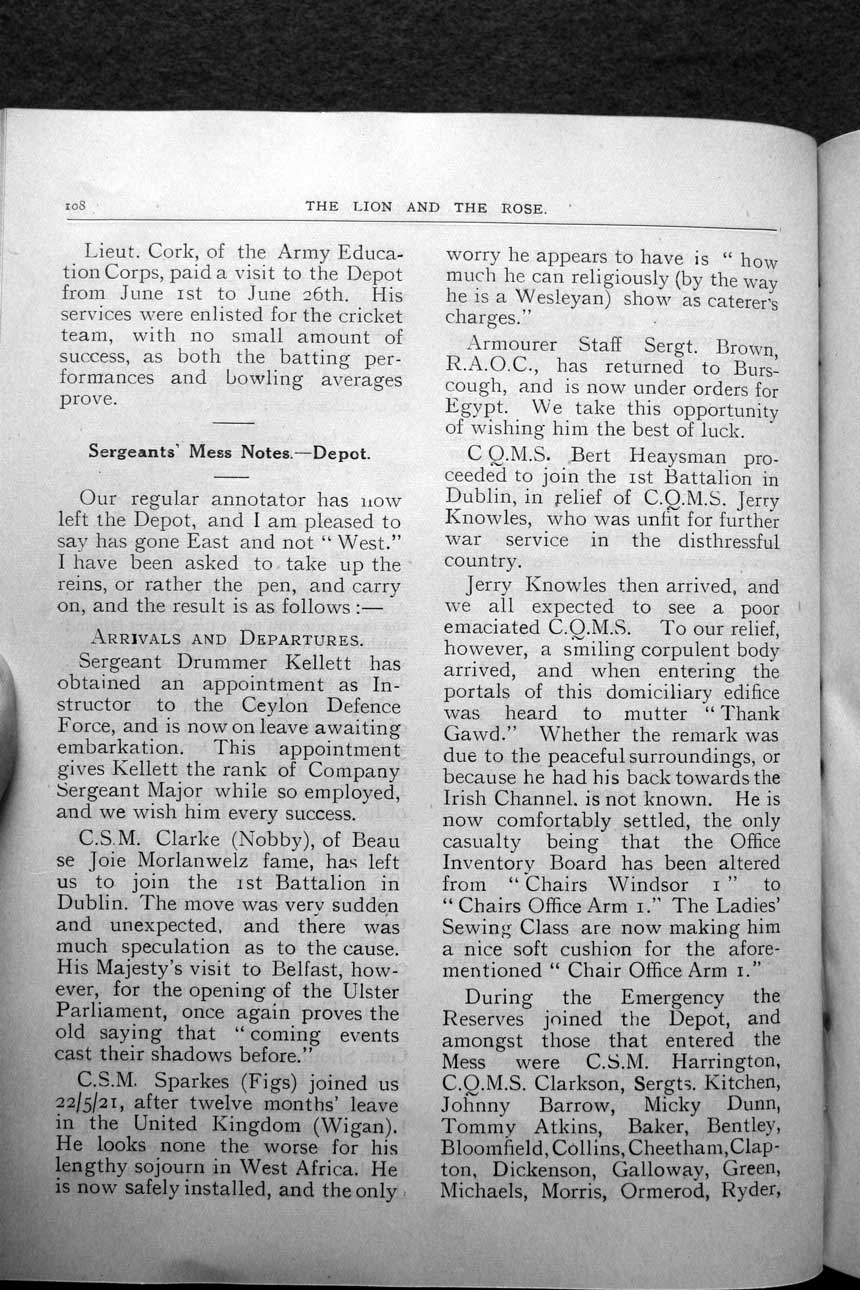 108
THE LION AND THE ROSE.
Lieut. Cork, of the Army Educa-
tion Corps, paid a visit to the Depot
from June 1st to June 26th. His
services were enlisted for the cricket
team, with no small amount of
success, as both the batting per-
formances and bowling averages
prove.
Sergeants' Mess Notes.—Depot.
Our regular annotator has now
left the Depot, and I am pleased to
say has gone East and not “ West.”
I have been asked to take up the
reins, or rather the pen, and carry
on, and the result is as follows :—
ARRIVALS AND DEPARTURES.
Sergeant Drummer Kellett has
obtained an appointment as In-
structor to the Ceylon Defence
Force, and is now on leave awaiting
embarkation. This appointment
gives Kellett the rank of Company
Sergeant Major while so employed,
and we wish him every success.
C.S.M. Clarke (Nobby), of Beau
se Joie Morlanwelz fame, has left
us to join the 1st Battalion in
Dublin. The move was very sudden
and unexpected, and there was
much speculation as to the cause.
His Majesty's visit to Belfast, how-
ever, for the opening of the Ulster
Parliament, once again proves the
old saying that “ coming events
cast their shadows before.”
C.S.M. Sparkes (Figs) joined us
22/5/21, after twelve months' leave
in the United Kingdom (Wigan).
He looks none the worse for his
lengthy sojourn in West Africa. He
is now safely installed, and the only
worry he appears to have is “ how
much he can religiously (by the way
he is a Wesleyan) show as caterer's
charges.”
Armourer Staff Sergt. Brown,
R.A.O.C., has returned to Burs-
cough, and is now under orders for
Egypt. We take this opportunity
of wishing him the best of luck.
C Q.M.S. Bert Heaysman pro-
ceeded to join the 1st Battalion in
Dublin, in relief of C.Q.M.S. Jerry
Knowles, who was unfit for further
war service in the disthressful
country.
Jerry Knowles then arrived, and
we all expected to see a poor
emaciated C.Q.M.S. To our relief,
however, a smiling corpulent body
arrived, and when entering the
portals of this domiciliary edifice
was heard to mutter “ Thank
Gawd.” Whether the remark was
due to the peaceful surroundings, or
because he had his back towards the
Irish Channel, is not known. He is
now comfortably settled, the only
casualty being that the Office
Inventory Board has been altered
from “ Chairs Windsor 1 ” to
“ Chairs Office Arm 1.” The Ladies'
Sewing Class are now making him
a nice soft cushion for the afore-
mentioned “ Chair Office Arm 1.”
During the Emergency the
Reserves joined the Depot, and
amongst those that entered the
Mess were C.S.M. Harrington,
C.Q.M.S. Clarkson, Sergts. Kitchen,
Johnny Barrow, Micky Dunn,
Tommy Atkins, Baker, Bentley,
Bloomfield, Collins, Cheetham, Clap-
ton, Dickenson, Galloway, Green,
Michaels, Morris, Ormerod, Ryder,